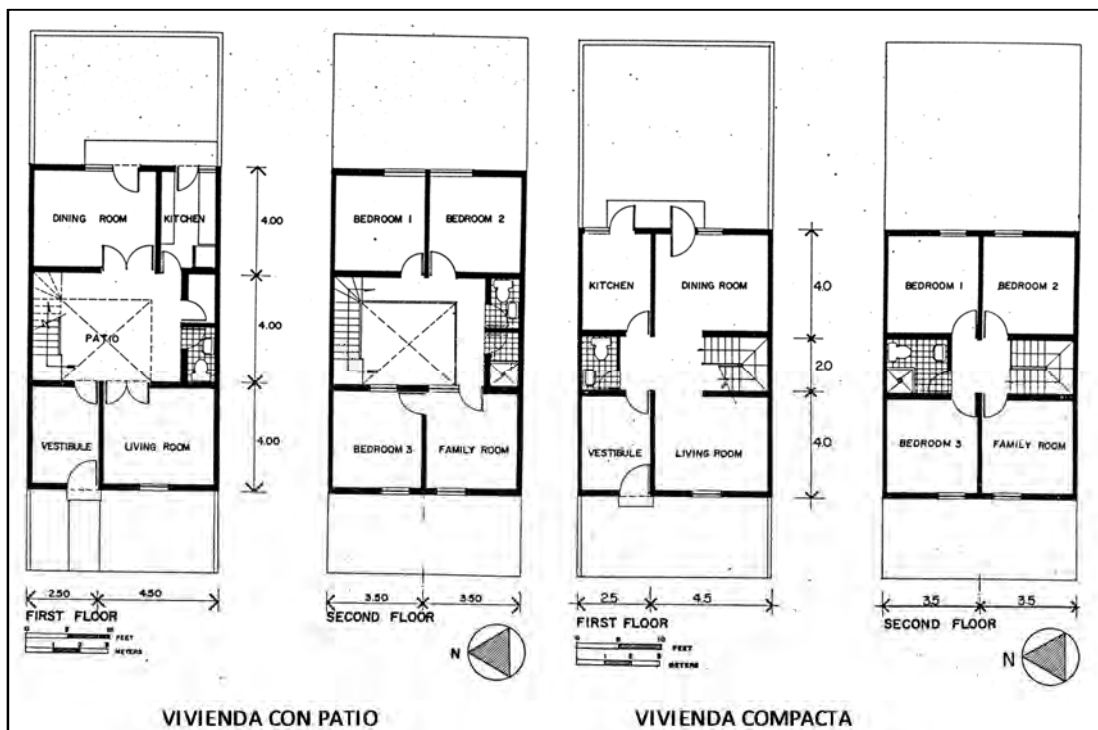 DINING ROOM
KITCHEN
PATIO
VESTIBULE
LIVING ROOM
4.00
4.00
4.00
2.50
4.50
FIRST FLOOR
FEET
METERS
BEDROOM 1
BEDROOM 2
BEDROOM 3
FAMILY ROOM
3.50
3.50
SECOND FLOOR
N
KITCHEN
DINING ROOM
VESTIBULE
LIVING ROOM
4.0
2.0
4.0
2.5
4.5
FIRST FLOOR
FEET
METERS
BEDROOM 1
BEDROOM 2
BEDROOM 3
FAMILY ROOM
3.5
3.5
SECOND FLOOR
N
VIVIENDA CON PATIO
VIVIENDA COMPACTA